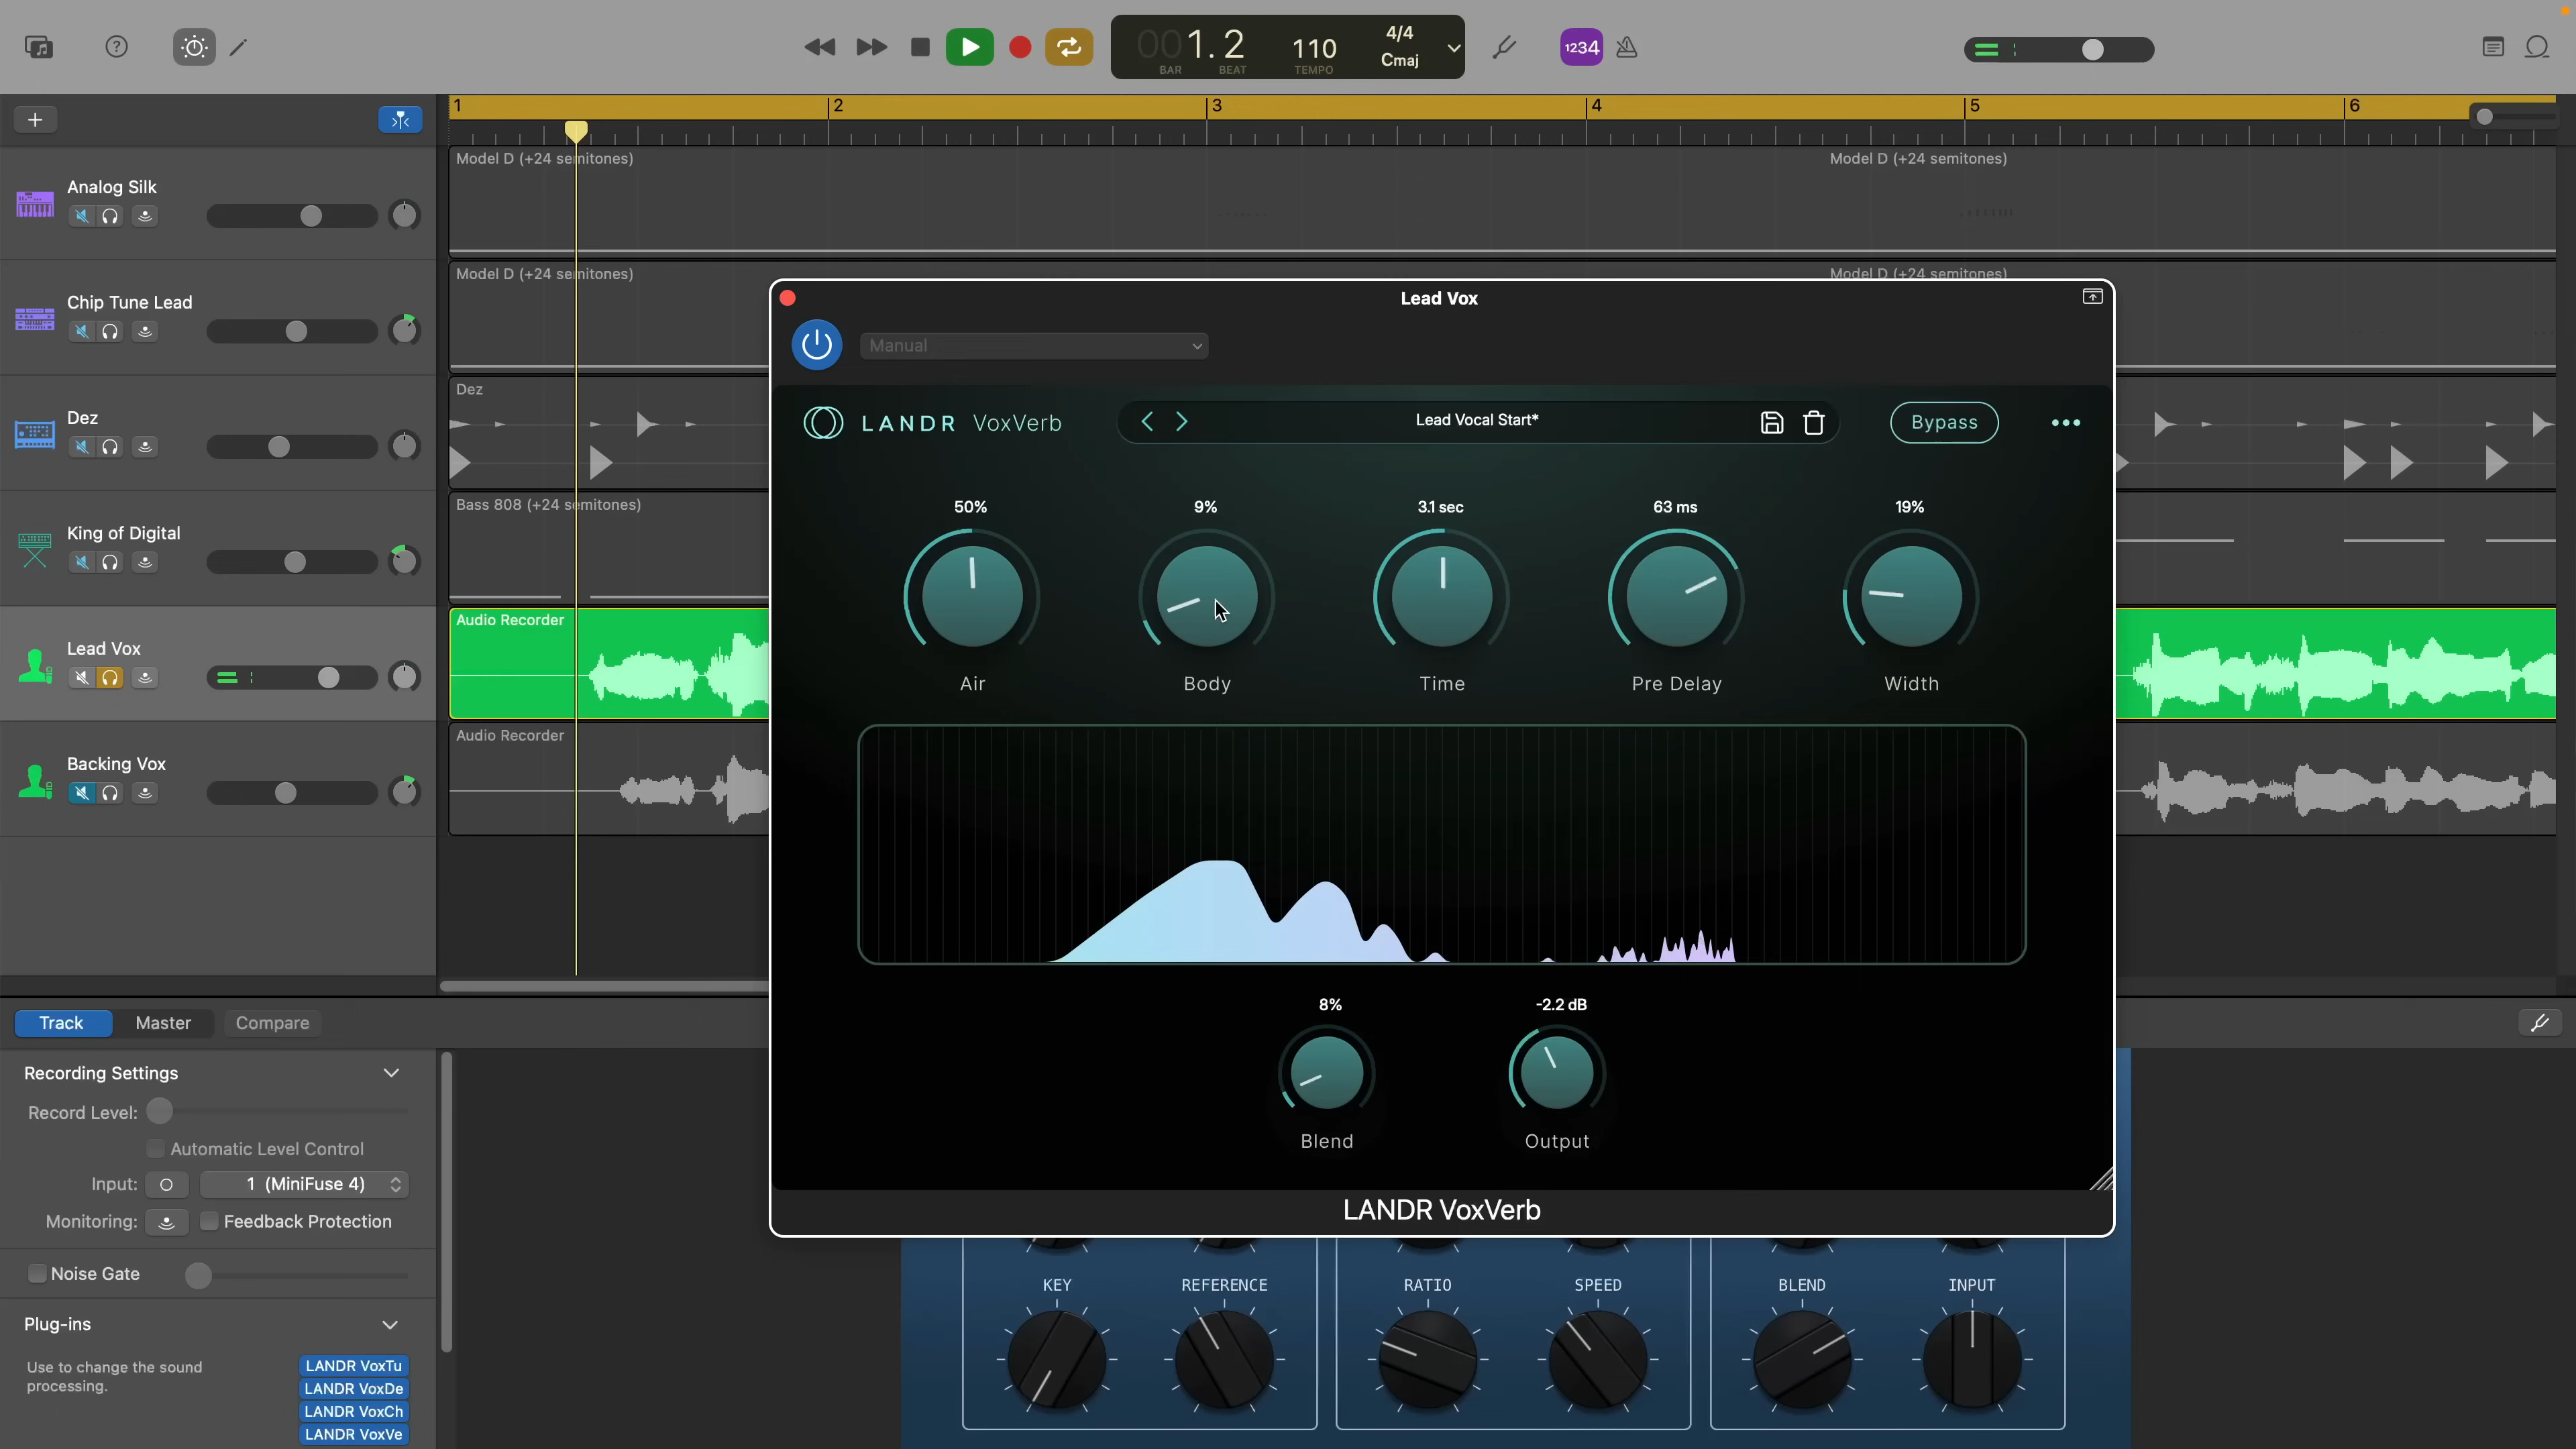 001.2
BAR
BEAT
110
TEMPO
4/4
Cmaj
1234
1
2
3
4
5
6
Analog Silk
Model D (+24 semitones)
Model D (+24 semitones)
Chip Tune Lead
Model D (+24 semitones)
Model D (+24 semitones)
Dez
Dez
King of Digital
Bass 808 (+24 semitones)
Lead Vox
Audio Recorder
Backing Vox
Audio Recorder
Lead Vox
Manual
LANDR VoxVerb
Lead Vocal Start*
Bypass
50%
9%
3.1 sec
63 ms
19%
Air
Body
Time
Pre Delay
Width
8%
-2.2 dB
Blend
Output
LANDR VoxVerb
Track
Master
Compare
Recording Settings
Record Level:
Automatic Level Control
Input:
1 (MiniFuse 4)
Monitoring:
Feedback Protection
Noise Gate
Plug-ins
Use to change the sound
processing.
LANDR VoxTu
LANDR VoxDe
LANDR VoxCh
LANDR VoxVe
KEY
REFERENCE
RATIO
SPEED
BLEND
INPUT